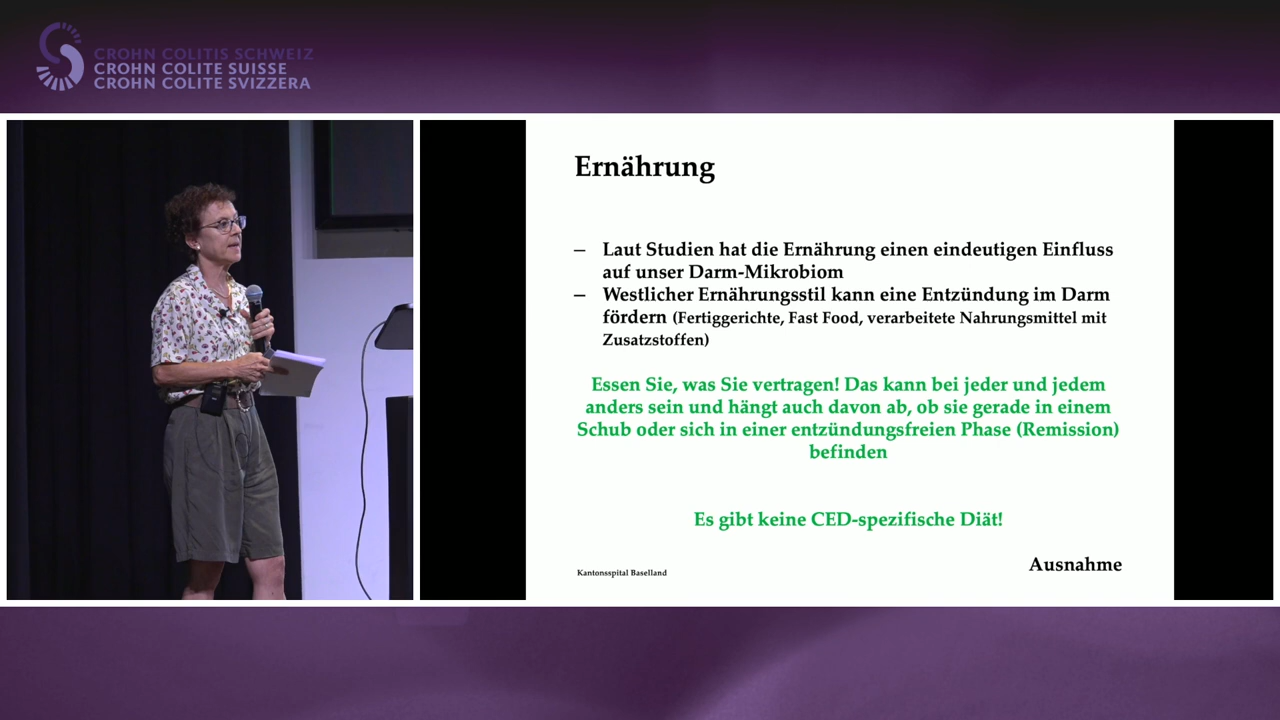 CROHN COLITIS SCHWEIZ
CROHN COLITE SUISSE
CROHN COLITE SVIZZERA
Ernährung
– Laut Studien hat die Ernährung einen eindeutigen Einfluss
auf unser Darm-Mikrobiom
– Westlicher Ernährungsstil kann eine Entzündung im Darm
fördern (Fertiggerichte, Fast Food, verarbeitete Nahrungsmittel mit
Zusatzstoffen)
Essen Sie, was Sie vertragen! Das kann bei jeder und jedem
anders sein und hängt auch davon ab, ob sie gerade in einem
Schub oder sich in einer entzündungsfreien Phase (Remission)
befinden
Es gibt keine CED-spezifische Diät!
Ausnahme
Kantonsspital Baselland